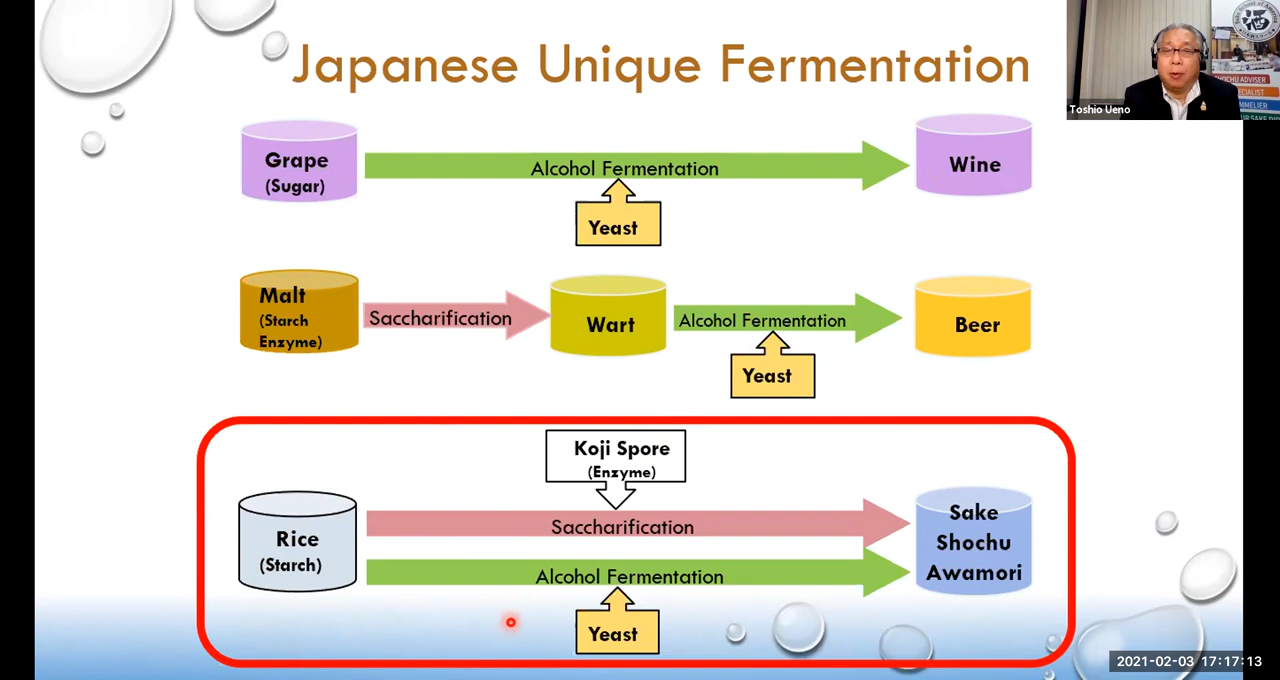 Japanese Unique Fermentation
Toshio Ueno
Grape
(Sugar)
Alcohol Fermentation
Yeast
Wine
Malt
(Starch
Enzyme)
Saccharification
Wart
Alcohol Fermentation
Yeast
Beer
Koji Spore
(Enzyme)
Rice
(Starch)
Saccharification
Alcohol Fermentation
Yeast
Sake
Shochu
Awamori
2021-02-03 17:17:13